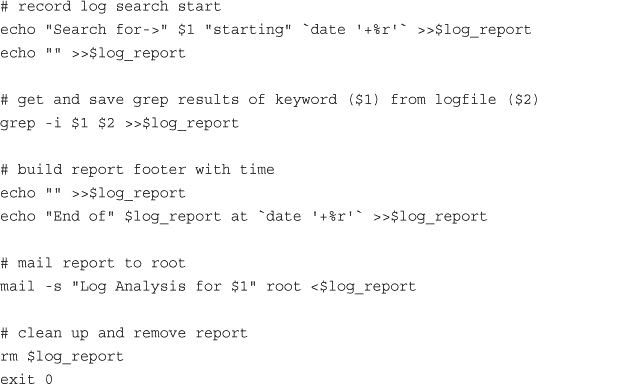 # record log search start
echo "Search for->" $1 "starting" `date '+%r'` >>$log_report
echo "" >>$log_report
# get and save grep results of keyword ($1) from logfile ($2)
grep -i $1 $2 >>$log_report
# build report footer with time
echo "" >>$log_report
echo "End of" $log_report at `date '+%r'` >>$log_report
# mail report to root
mail -s "Log Analysis for $1" root <$log_report
# clean up and remove report
rm $log_report
exit 0